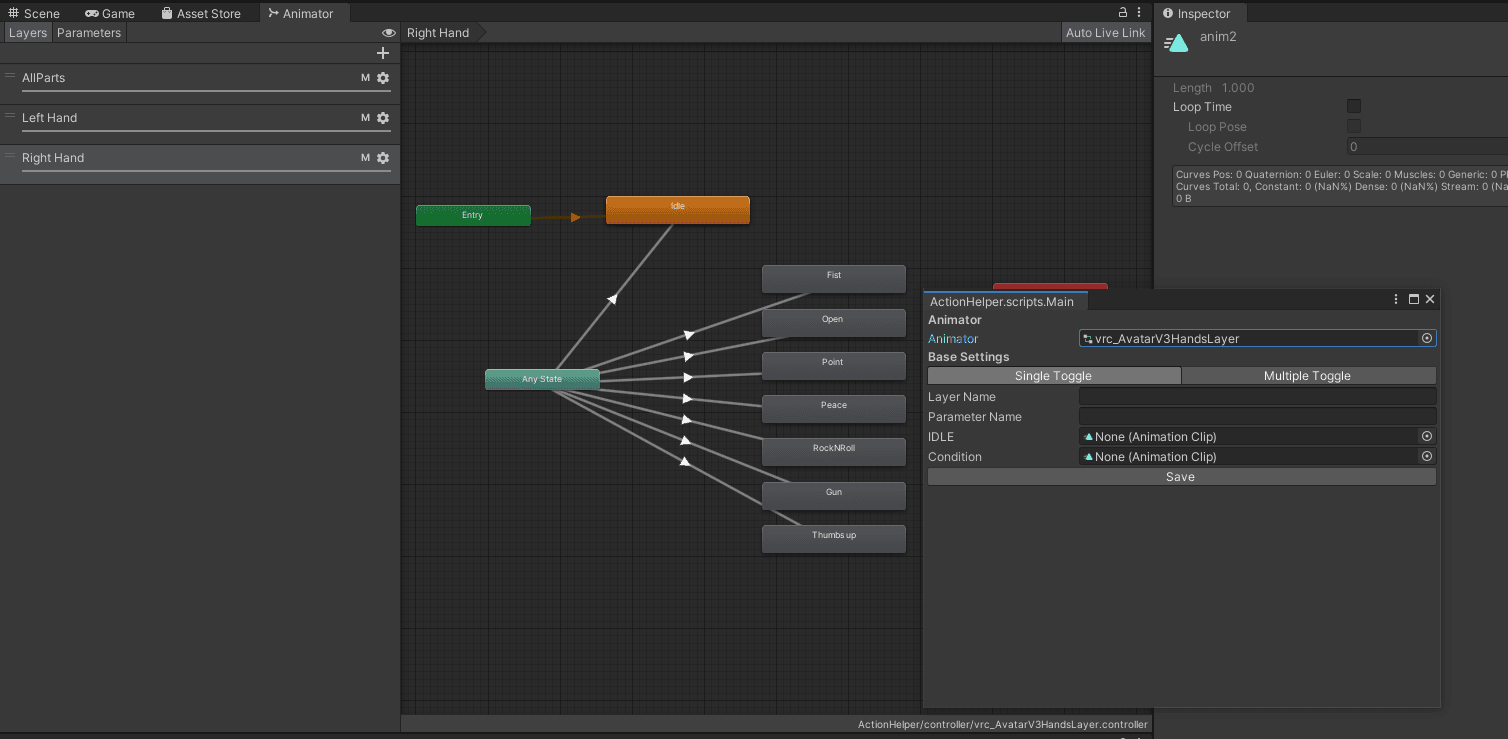 Scene Game Asset Store Animator
Layers Parameters
Right Hand
Auto Live Link
AllParts M
Left Hand M
Right Hand M
Entry
Idle
Any State
Fist
Open
Point
Peace
RockNRoll
Gun
Thumbs up
ActionHelper/controller/vrc_AvatarV3HandsLayer.controller
Inspector
anim2
Length 1.000
Loop Time
Loop Pose
Cycle Offset 0
Curves Pos: 0 Quaternion: 0 Euler: 0 Scale: 0 Muscles: 0 Generic: 0
Curves Total: 0, Constant: 0 (NaN%) Dense: 0 (NaN%) Stream: 0
0 B
ActionHelper.scripts.Main
Animator
Animator vrc_AvatarV3HandsLayer
Base Settings
Single Toggle Multiple Toggle
Layer Name
Parameter Name
IDLE None (Animation Clip)
Condition None (Animation Clip)
Save